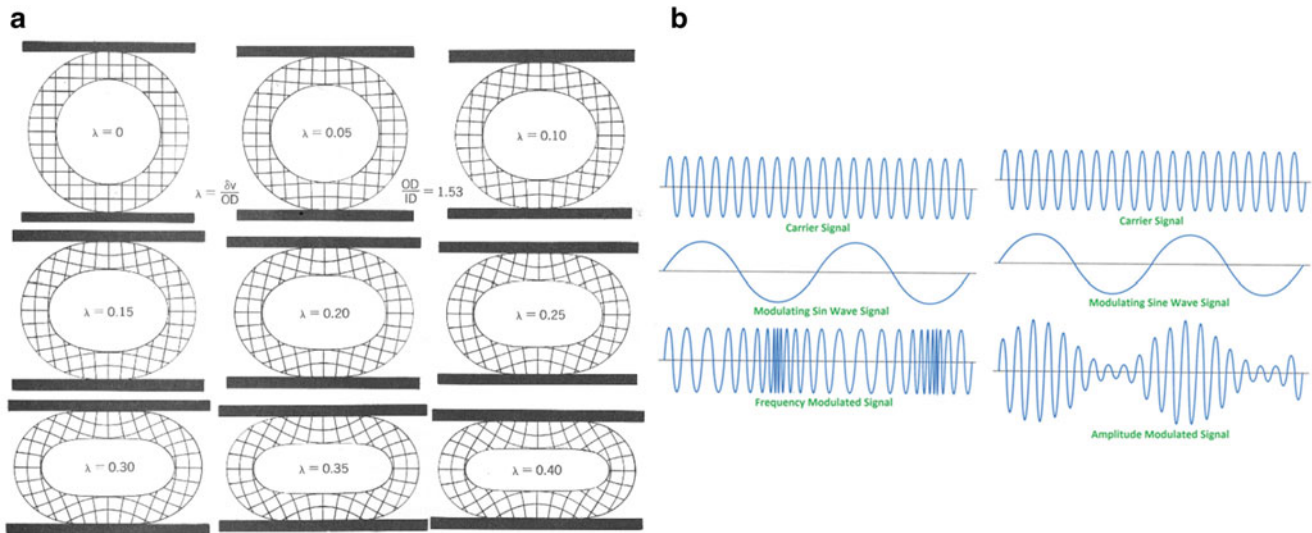 a
λ = 0
λ = 0.05
λ = 0.10
λ = δv/OD
OD/ID = 1.53
λ = 0.15
λ = 0.20
λ = 0.25
λ = 0.30
λ = 0.35
λ = 0.40
b
Carrier Signal
Modulating Sin Wave Signal
Frequency Modulated Signal
Carrier Signal
Modulating Sine Wave Signal
Amplitude Modulated Signal